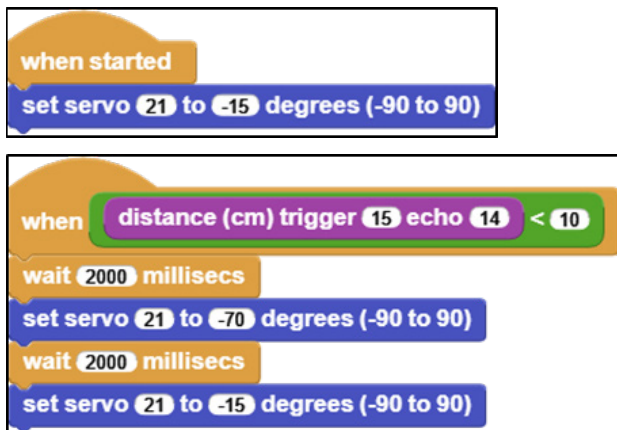 when started
set servo 21 to -15 degrees (-90 to 90)
when distance (cm) trigger 15 echo 14 < 10
wait 2000 millisecs
set servo 21 to -70 degrees (-90 to 90)
wait 2000 millisecs
set servo 21 to -15 degrees (-90 to 90)